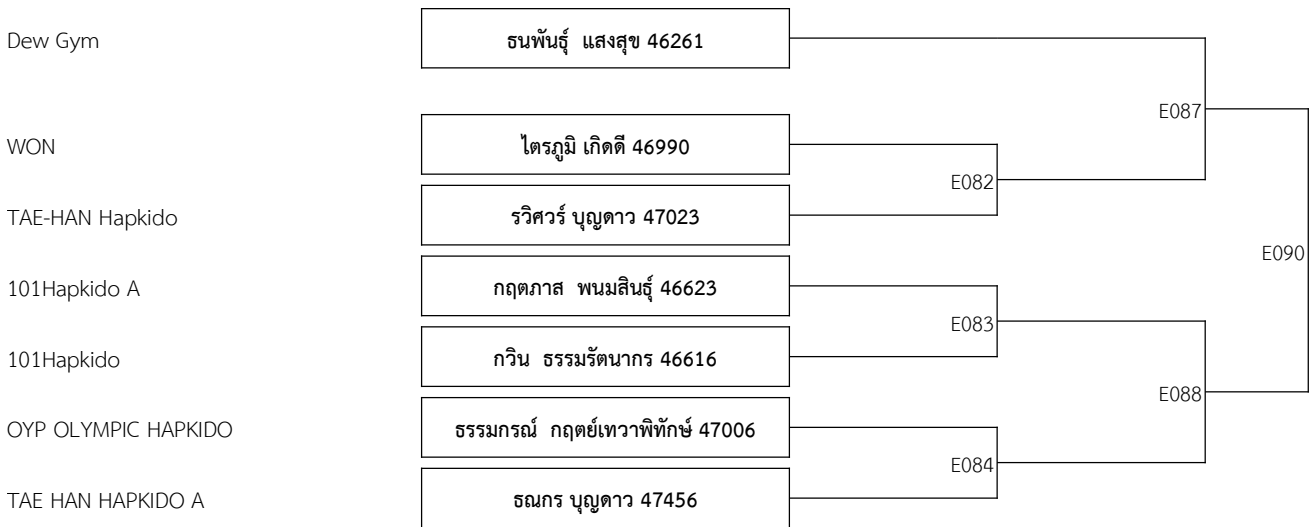 Dew Gym
ธนพันธุ์ แสงสุข 46261
E087
WON
ไตรภูมิ เกิดดี 46990
E082
TAE-HAN Hapkido
รวิศวร์ บุญดาว 47023
E090
101Hapkido A
กฤตภาส พนมสินธุ์ 46623
E083
101Hapkido
กวิน ธรรมรัตนากร 46616
E088
OYP OLYMPIC HAPKIDO
ธรรมกรณ์ กฤตย์เทวาพิทักษ์ 47006
E084
TAE HAN HAPKIDO A
ธณกร บุญดาว 47456